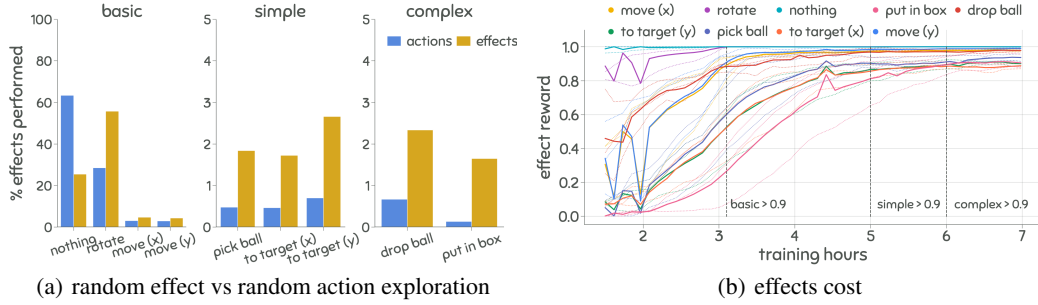 basic
simple
complex
% effects performed
100
80
60
40
20
0
5
4
3
2
1
0
5
4
3
2
1
0
actions
effects
nothing
rotate
move (x)
move (y)
pick ball
to target (x)
to target (y)
drop ball
put in box
(a) random effect vs random action exploration
move (x)
rotate
nothing
put in box
drop ball
to target (y)
pick ball
to target (x)
move (y)
effect reward
1.0
0.8
0.6
0.4
0.2
0.0
basic > 0.9
simple > 0.9
complex > 0.9
2
3
4
5
6
7
training hours
(b) effects cost